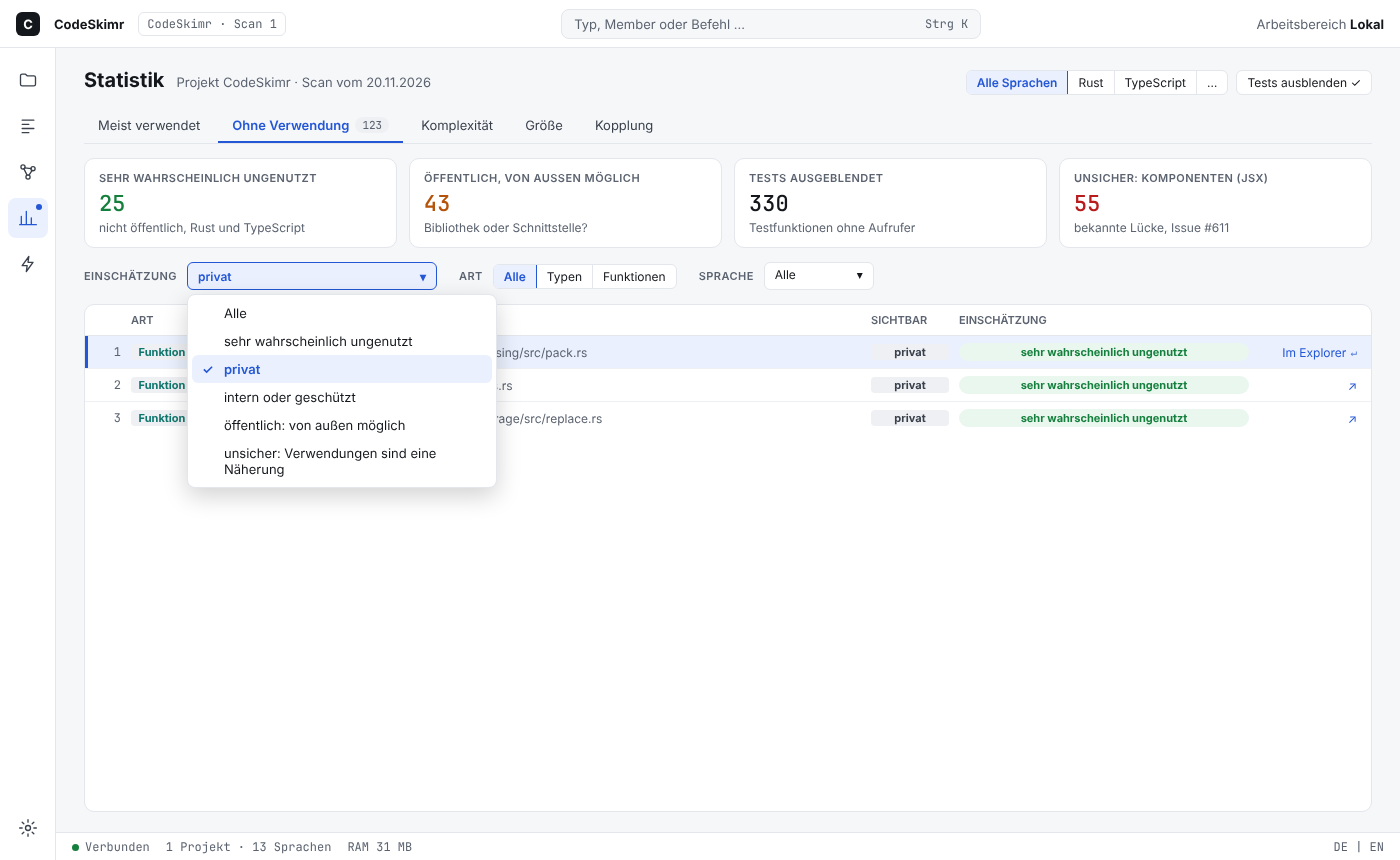 C CodeSkimr CodeSkimr · Scan 1 Typ, Member oder Befehl ... Strg K Arbeitsbereich Lokal
Statistik Projekt CodeSkimr · Scan vom 20.11.2026 Alle Sprachen Rust TypeScript ... Tests ausblenden ✓
Meist verwendet Ohne Verwendung 123 Komplexität Größe Kopplung
SEHR WAHRSCHEINLICH UNGENUTZT
25
nicht öffentlich, Rust und TypeScript
ÖFFENTLICH, VON AUSSEN MÖGLICH
43
Bibliothek oder Schnittstelle?
TESTS AUSGEBLENDET
330
Testfunktionen ohne Aufrufer
UNSICHER: KOMPONENTEN (JSX)
55
bekannte Lücke, Issue #611
EINSCHÄTZUNG privat ▾ ART Alle Typen Funktionen SPRACHE Alle ▾
Alle
sehr wahrscheinlich ungenutzt
✓ privat
intern oder geschützt
öffentlich: von außen möglich
unsicher: Verwendungen sind eine
Näherung
ART SICHTBAR EINSCHÄTZUNG
1 Funktion sing/src/pack.rs privat sehr wahrscheinlich ungenutzt Im Explorer ↵
2 Funktion .rs privat sehr wahrscheinlich ungenutzt ↗
3 Funktion rage/src/replace.rs privat sehr wahrscheinlich ungenutzt ↗
Verbunden 1 Projekt · 13 Sprachen RAM 31 MB DE | EN